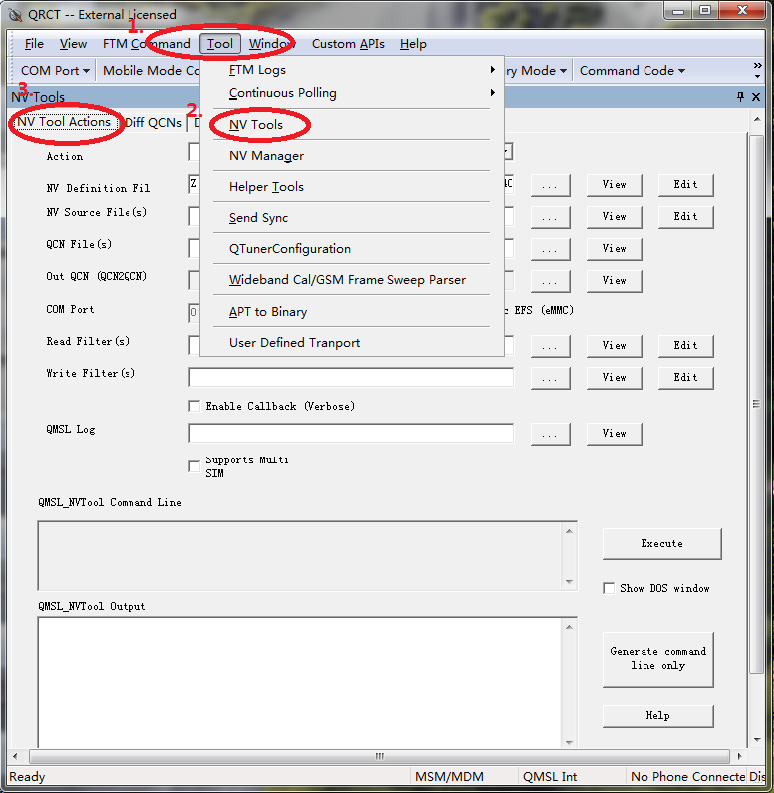 QRCT -- External Licensed
1.
File View FTM Command Tool Window Custom APIs Help
COM Port Mobile Mode Co ry Mode Command Code
FTM Logs
Continuous Polling
NV Tools
NV Manager
Helper Tools
Send Sync
QTunerConfiguration
Wideband Cal/GSM Frame Sweep Parser
APT to Binary
User Defined Tranport
3.
NV Tools
2.
NV Tool Actions Diff QCNs
Action
NV Definition Fil Z ... View Edit
NV Source File(s) ... View Edit
QCN File(s) ... View
Out QCN (QCN2QCN) ... View
COM Port 0 c EFS (eMMC)
Read Filter(s) ... View Edit
Write Filter(s) ... View Edit
Enable Callback (Verbose)
QMSL Log ... View
Supports Multi
SIM
QMSL_NVTool Command Line
Execute
Show DOS window
QMSL_NVTool Output
Generate command
line only
Help
Ready MSM/MDM QMSL Int No Phone Connecte Dis